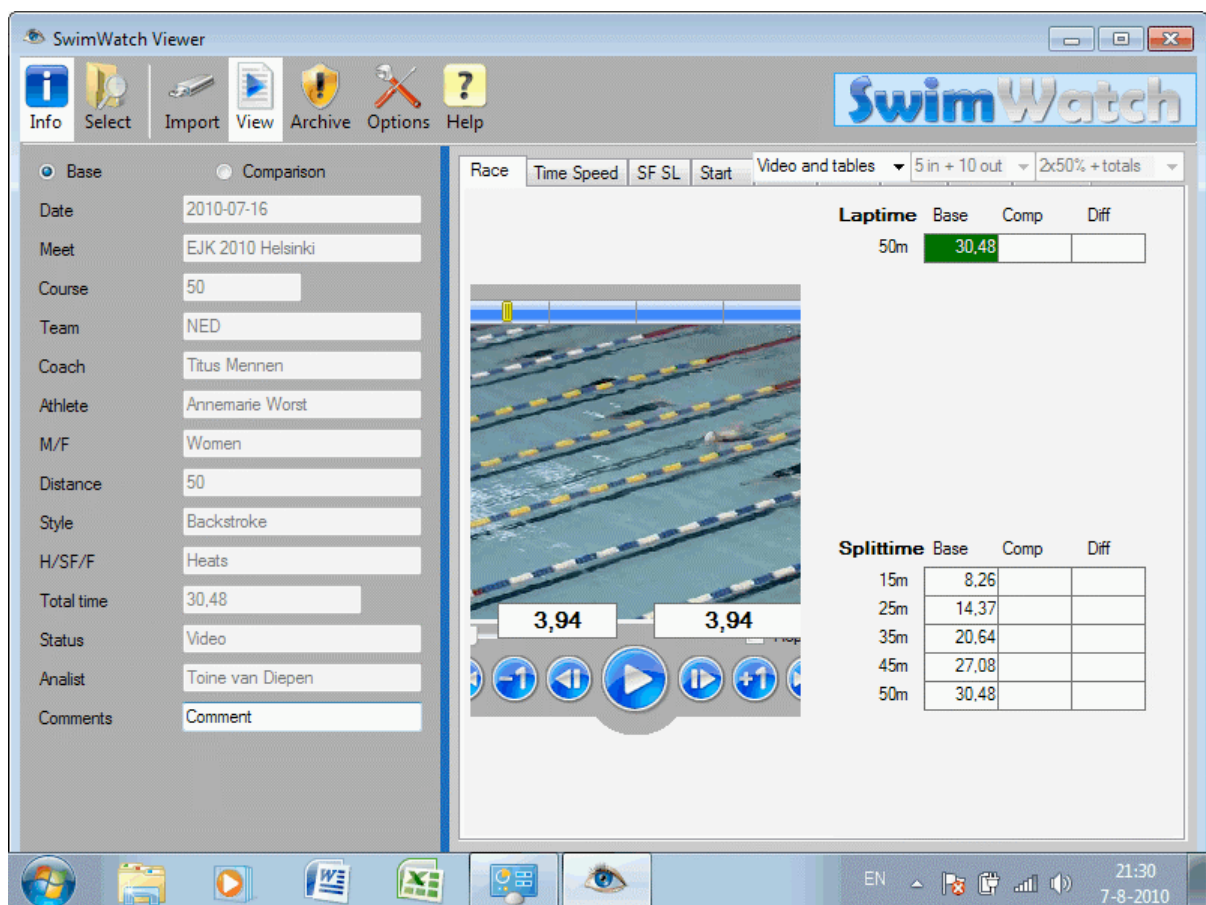 SwimWatch Viewer
Info Select Import View Archive Options Help
SwimWatch
Base Comparison
Date 2010-07-16
Meet EJK 2010 Helsinki
Course 50
Team NED
Coach Titus Mennen
Athlete Annemarie Worst
M/F Women
Distance 50
Style Backstroke
H/SF/F Heats
Total time 30,48
Status Video
Analist Toine van Diepen
Comments Comment
Race Time Speed SF SL Start Video and tables 5 in + 10 out 2x50% + totals
Laptime Base Comp Diff
50m 30,48
3,94 3,94
-1 +1
Splittime Base Comp Diff
15m 8,26
25m 14,37
35m 20,64
45m 27,08
50m 30,48
EN 21:30
7-8-2010